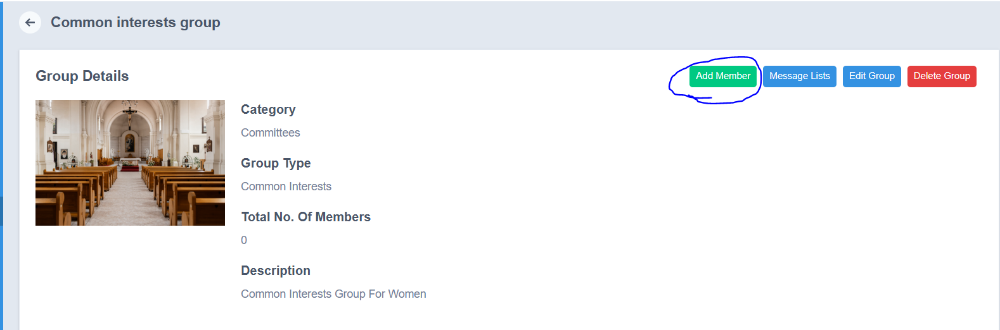 Common interests group
Group Details
Add Member
Message Lists
Edit Group
Delete Group
Category
Committees
Group Type
Common Interests
Total No. Of Members
0
Description
Common Interests Group For Women